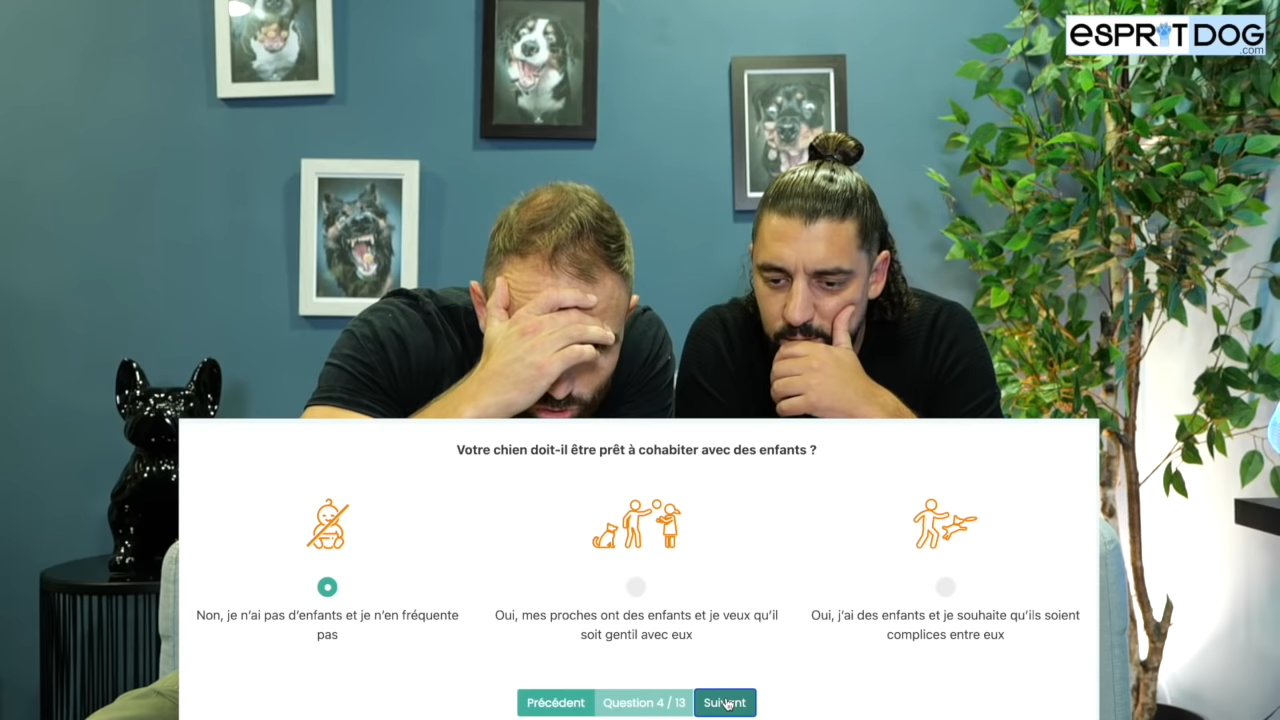 ESPRIT DOG
.com
Votre chien doit-il être prêt à cohabiter avec des enfants ?
Non, je n’ai pas d’enfants et je n’en fréquente
pas
Oui, mes proches ont des enfants et je veux qu’il
soit gentil avec eux
Oui, j’ai des enfants et je souhaite qu’ils soient
complices entre eux
Précédent
Question 4 / 13
Suivant